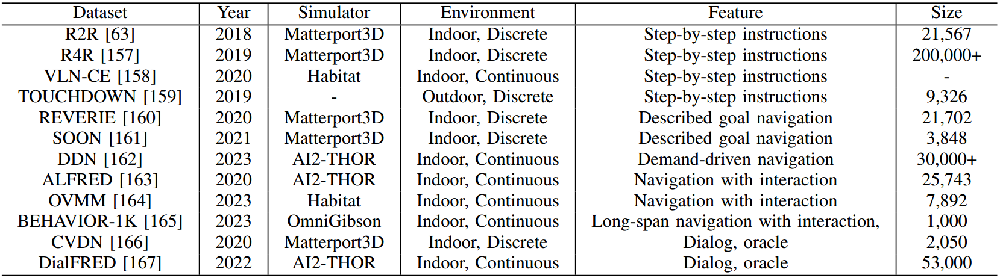 Dataset Year Simulator Environment Feature Size
R2R [63] 2018 Matterport3D Indoor, Discrete Step-by-step instructions 21,567
R4R [157] 2019 Matterport3D Indoor, Discrete Step-by-step instructions 200,000+
VLN-CE [158] 2020 Habitat Indoor, Continuous Step-by-step instructions -
TOUCHDOWN [159] 2019 - Outdoor, Discrete Step-by-step instructions 9,326
REVERIE [160] 2020 Matterport3D Indoor, Discrete Described goal navigation 21,702
SOON [161] 2021 Matterport3D Indoor, Discrete Described goal navigation 3,848
DDN [162] 2023 AI2-THOR Indoor, Continuous Demand-driven navigation 30,000+
ALFRED [163] 2020 AI2-THOR Indoor, Continuous Navigation with interaction 25,743
OVMM [164] 2023 Habitat Indoor, Continuous Navigation with interaction 7,892
BEHAVIOR-1K [165] 2023 OmniGibson Indoor, Continuous Long-span navigation with interaction, 1,000
CVDN [166] 2020 Matterport3D Indoor, Discrete Dialog, oracle 2,050
DialFRED [167] 2022 AI2-THOR Indoor, Continuous Dialog, oracle 53,000